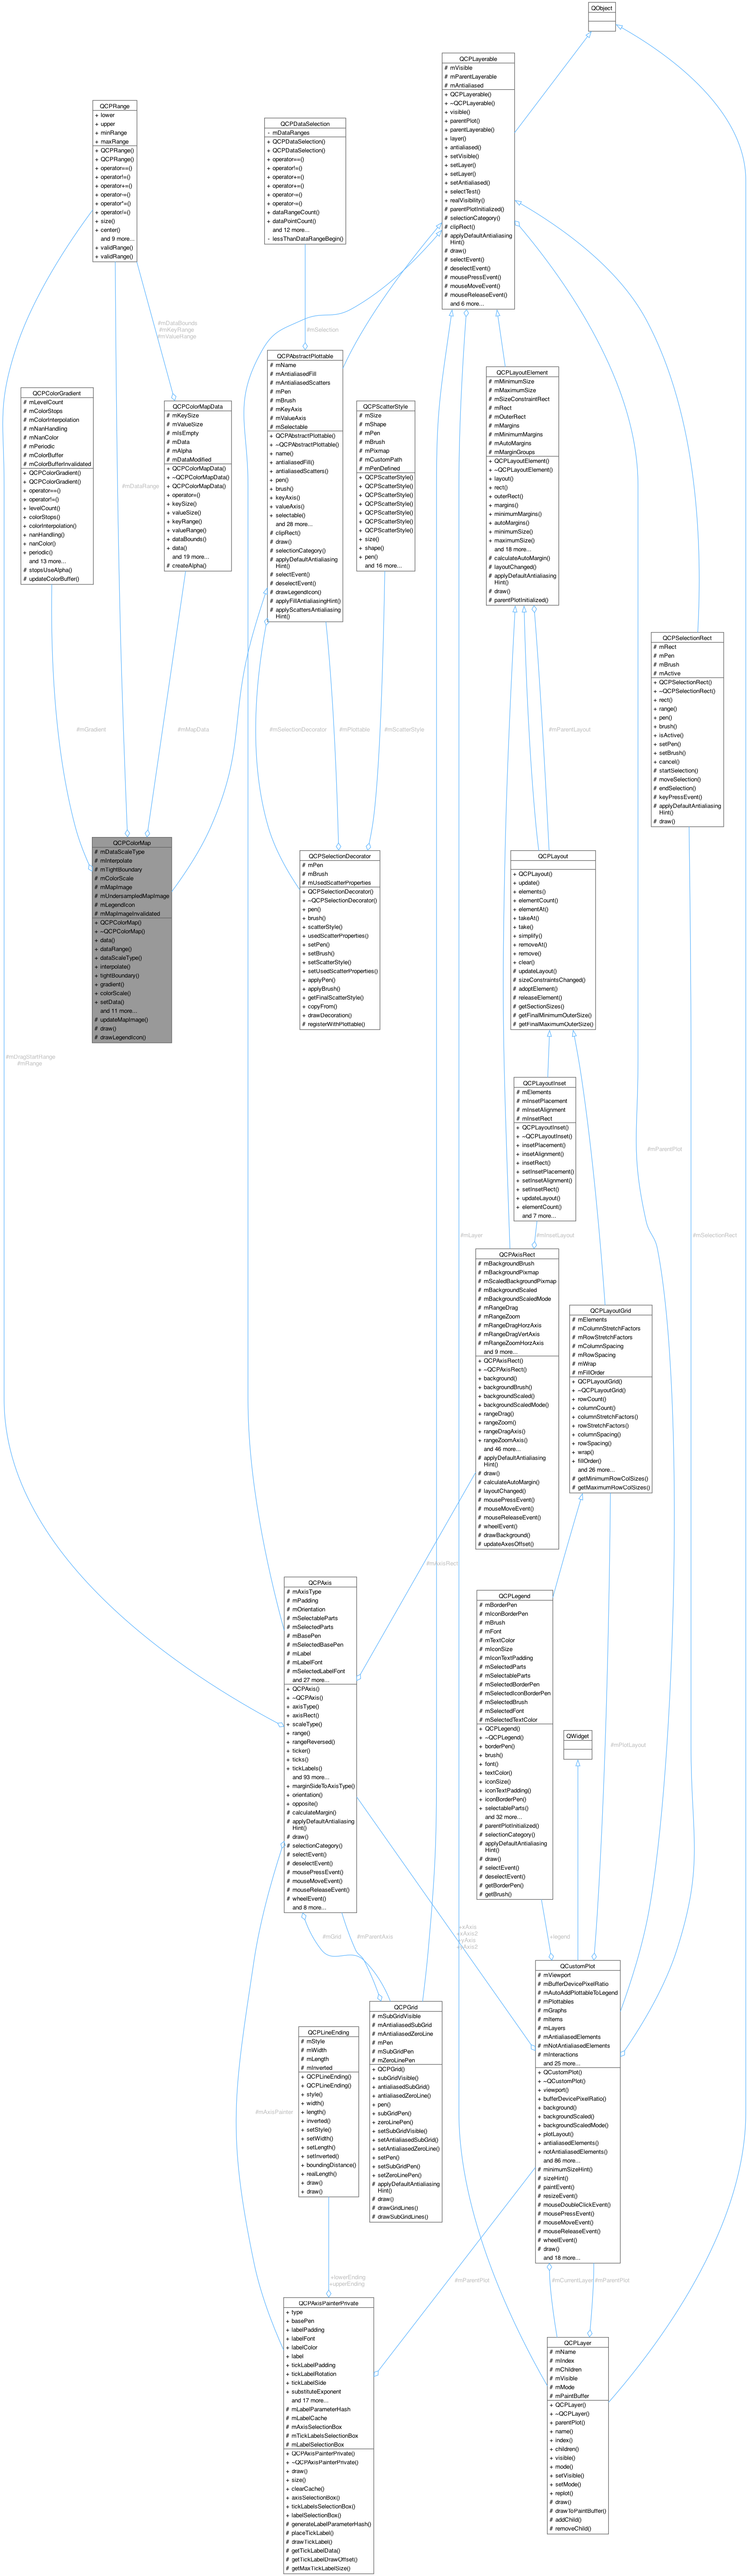 QObject
QCPLayerable
# mVisible
# mParentLayerable
# mAntialiased
+ QCPLayerable()
+ ~QCPLayerable()
+ visible()
+ parentPlot()
+ parentLayerable()
+ layer()
+ antialiased()
+ setVisible()
+ setLayer()
+ setLayer()
+ setAntialiased()
+ selectTest()
+ realVisibility()
# parentPlotInitialized()
# selectionCategory()
# clipRect()
# applyDefaultAntialiasing
Hint()
# draw()
# selectEvent()
# deselectEvent()
# mousePressEvent()
# mouseMoveEvent()
# mouseReleaseEvent()
and 6 more...
QCPRange
+ lower
+ upper
+ minRange
+ maxRange
+ QCPRange()
+ QCPRange()
+ operator==()
+ operator!=()
+ operator+=()
+ operator-=()
+ operator*=()
+ operator/=()
+ size()
+ center()
and 9 more...
+ validRange()
+ validRange()
QCPDataSelection
- mDataRanges
+ QCPDataSelection()
+ QCPDataSelection()
+ operator==()
+ operator!=()
+ operator+=()
+ operator+=()
+ operator-=()
+ operator-=()
+ dataRangeCount()
+ dataPointCount()
and 12 more...
- lessThanDataRangeBegin()
#mDataBounds
#mKeyRange
#mValueRange
#mSelection
QCPAbstractPlottable
# mName
# mAntialiasedFill
# mAntialiasedScatters
# mPen
# mBrush
# mKeyAxis
# mValueAxis
# mSelectable
+ QCPAbstractPlottable()
+ ~QCPAbstractPlottable()
+ name()
+ antialiasedFill()
+ antialiasedScatters()
+ pen()
+ brush()
+ keyAxis()
+ valueAxis()
+ selectable()
and 28 more...
# clipRect()
# draw()
# selectionCategory()
# applyDefaultAntialiasing
Hint()
# selectEvent()
# deselectEvent()
# drawLegendIcon()
# applyFillAntialiasingHint()
# applyScattersAntialiasing
Hint()
QCPColorGradient
# mLevelCount
# mColorStops
# mColorInterpolation
# mNanHandling
# mNanColor
# mPeriodic
# mColorBuffer
# mColorBufferInvalidated
+ QCPColorGradient()
+ QCPColorGradient()
+ operator==()
+ operator!=()
+ levelCount()
+ colorStops()
+ colorInterpolation()
+ nanHandling()
+ nanColor()
+ periodic()
and 13 more...
# stopsUseAlpha()
# updateColorBuffer()
QCPColorMapData
# mKeySize
# mValueSize
# mIsEmpty
# mData
# mAlpha
# mDataModified
+ QCPColorMapData()
+ ~QCPColorMapData()
+ QCPColorMapData()
+ operator=()
+ keySize()
+ valueSize()
+ keyRange()
+ valueRange()
+ dataBounds()
+ data()
and 19 more...
# createAlpha()
QCPScatterStyle
# mSize
# mShape
# mPen
# mBrush
# mPixmap
# mCustomPath
# mPenDefined
+ QCPScatterStyle()
+ QCPScatterStyle()
+ QCPScatterStyle()
+ QCPScatterStyle()
+ QCPScatterStyle()
+ QCPScatterStyle()
+ QCPScatterStyle()
+ size()
+ shape()
+ pen()
and 16 more...
QCPLayoutElement
# mMinimumSize
# mMaximumSize
# mSizeConstraintRect
# mRect
# mOuterRect
# mMargins
# mMinimumMargins
# mAutoMargins
# mMarginGroups
+ QCPLayoutElement()
+ ~QCPLayoutElement()
+ layout()
+ rect()
+ outerRect()
+ margins()
+ minimumMargins()
+ autoMargins()
+ minimumSize()
+ maximumSize()
and 18 more...
# calculateAutoMargin()
# layoutChanged()
# applyDefaultAntialiasing
Hint()
# draw()
# parentPlotInitialized()
#mDataRange
QCPSelectionRect
# mRect
# mPen
# mBrush
# mActive
+ QCPSelectionRect()
+ ~QCPSelectionRect()
+ rect()
+ range()
+ pen()
+ brush()
+ isActive()
+ setPen()
+ setBrush()
+ cancel()
# startSelection()
# moveSelection()
# endSelection()
# keyPressEvent()
# applyDefaultAntialiasing
Hint()
# draw()
#mGradient
#mMapData
#mSelectionDecorator
#mPlottable
#mScatterStyle
#mParentLayout
QCPColorMap
# mDataScaleType
# mInterpolate
# mTightBoundary
# mColorScale
# mMapImage
# mUndersampledMapImage
# mLegendIcon
# mMapImageInvalidated
+ QCPColorMap()
+ ~QCPColorMap()
+ data()
+ dataRange()
+ dataScaleType()
+ interpolate()
+ tightBoundary()
+ gradient()
+ colorScale()
+ setData()
and 11 more...
# updateMapImage()
# draw()
# drawLegendIcon()
QCPSelectionDecorator
# mPen
# mBrush
# mUsedScatterProperties
+ QCPSelectionDecorator()
+ ~QCPSelectionDecorator()
+ pen()
+ brush()
+ scatterStyle()
+ usedScatterProperties()
+ setPen()
+ setBrush()
+ setScatterStyle()
+ setUsedScatterProperties()
+ applyPen()
+ applyBrush()
+ getFinalScatterStyle()
+ copyFrom()
+ drawDecoration()
# registerWithPlottable()
QCPLayout
+ QCPLayout()
+ update()
+ elements()
+ elementCount()
+ elementAt()
+ takeAt()
+ take()
+ simplify()
+ removeAt()
+ remove()
+ clear()
# updateLayout()
# sizeConstraintsChanged()
# adoptElement()
# releaseElement()
# getSectionSizes()
# getFinalMinimumOuterSize()
# getFinalMaximumOuterSize()
#mDragStartRange
#mRange
QCPLayoutInset
# mElements
# mInsetPlacement
# mInsetAlignment
# mInsetRect
+ QCPLayoutInset()
+ ~QCPLayoutInset()
+ insetPlacement()
+ insetAlignment()
+ insetRect()
+ setInsetPlacement()
+ setInsetAlignment()
+ setInsetRect()
+ updateLayout()
+ elementCount()
and 7 more...
#mParentPlot
#mLayer
#mInsetLayout
#mSelectionRect
QCPAxisRect
# mBackgroundBrush
# mBackgroundPixmap
# mScaledBackgroundPixmap
# mBackgroundScaled
# mBackgroundScaledMode
# mRangeDrag
# mRangeZoom
# mRangeDragHorzAxis
# mRangeDragVertAxis
# mRangeZoomHorzAxis
and 9 more...
+ QCPAxisRect()
+ ~QCPAxisRect()
+ background()
+ backgroundBrush()
+ backgroundScaled()
+ backgroundScaledMode()
+ rangeDrag()
+ rangeZoom()
+ rangeDragAxis()
+ rangeZoomAxis()
and 46 more...
# applyDefaultAntialiasing
Hint()
# draw()
# calculateAutoMargin()
# layoutChanged()
# mousePressEvent()
# mouseMoveEvent()
# mouseReleaseEvent()
# wheelEvent()
# drawBackground()
# updateAxesOffset()
QCPLayoutGrid
# mElements
# mColumnStretchFactors
# mRowStretchFactors
# mColumnSpacing
# mRowSpacing
# mWrap
# mFillOrder
+ QCPLayoutGrid()
+ ~QCPLayoutGrid()
+ rowCount()
+ columnCount()
+ columnStretchFactors()
+ rowStretchFactors()
+ columnSpacing()
+ rowSpacing()
+ wrap()
+ fillOrder()
and 26 more...
# getMinimumRowColSizes()
# getMaximumRowColSizes()
#mAxisRect
QCPAxis
# mAxisType
# mPadding
# mOrientation
# mSelectableParts
# mSelectedParts
# mBasePen
# mSelectedBasePen
# mLabel
# mLabelFont
# mSelectedLabelFont
and 27 more...
+ QCPAxis()
+ ~QCPAxis()
+ axisType()
+ axisRect()
+ scaleType()
+ range()
+ rangeReversed()
+ ticker()
+ ticks()
+ tickLabels()
and 93 more...
+ marginSideToAxisType()
+ orientation()
+ opposite()
# calculateMargin()
# applyDefaultAntialiasing
Hint()
# draw()
# selectionCategory()
# selectEvent()
# deselectEvent()
# mousePressEvent()
# mouseMoveEvent()
# mouseReleaseEvent()
# wheelEvent()
and 8 more...
QCPLegend
# mBorderPen
# mIconBorderPen
# mBrush
# mFont
# mTextColor
# mIconSize
# mIconTextPadding
# mSelectedParts
# mSelectableParts
# mSelectedBorderPen
# mSelectedIconBorderPen
# mSelectedBrush
# mSelectedFont
# mSelectedTextColor
+ QCPLegend()
+ ~QCPLegend()
+ borderPen()
+ brush()
+ font()
+ textColor()
+ iconSize()
+ iconTextPadding()
+ iconBorderPen()
+ selectableParts()
and 32 more...
# parentPlotInitialized()
# selectionCategory()
# applyDefaultAntialiasing
Hint()
# draw()
# selectEvent()
# deselectEvent()
# getBorderPen()
# getBrush()
QWidget
#mPlotLayout
#mGrid
#mParentAxis
+xAxis
+xAxis2
+yAxis
+yAxis2
+legend
QCustomPlot
# mViewport
# mBufferDevicePixelRatio
# mAutoAddPlottableToLegend
# mPlottables
# mGraphs
# mItems
# mLayers
# mAntialiasedElements
# mNotAntialiasedElements
# mInteractions
and 25 more...
+ QCustomPlot()
+ ~QCustomPlot()
+ viewport()
+ bufferDevicePixelRatio()
+ background()
+ backgroundScaled()
+ backgroundScaledMode()
+ plotLayout()
+ antialiasedElements()
+ notAntialiasedElements()
and 86 more...
# minimumSizeHint()
# sizeHint()
# paintEvent()
# resizeEvent()
# mouseDoubleClickEvent()
# mousePressEvent()
# mouseMoveEvent()
# mouseReleaseEvent()
# wheelEvent()
# draw()
and 18 more...
QCPGrid
# mSubGridVisible
# mAntialiasedSubGrid
# mAntialiasedZeroLine
# mPen
# mSubGridPen
# mZeroLinePen
+ QCPGrid()
+ subGridVisible()
+ antialiasedSubGrid()
+ antialiasedZeroLine()
+ pen()
+ subGridPen()
+ zeroLinePen()
+ setSubGridVisible()
+ setAntialiasedSubGrid()
+ setAntialiasedZeroLine()
+ setPen()
+ setSubGridPen()
+ setZeroLinePen()
# applyDefaultAntialiasing
Hint()
# draw()
# drawGridLines()
# drawSubGridLines()
QCPLineEnding
# mStyle
# mWidth
# mLength
# mInverted
+ QCPLineEnding()
+ QCPLineEnding()
+ style()
+ width()
+ length()
+ inverted()
+ setStyle()
+ setWidth()
+ setLength()
+ setInverted()
+ boundingDistance()
+ realLength()
+ draw()
+ draw()
#mAxisPainter
+lowerEnding
+upperEnding
#mParentPlot
#mCurrentLayer
#mParentPlot
QCPAxisPainterPrivate
+ type
+ basePen
+ labelPadding
+ labelFont
+ labelColor
+ label
+ tickLabelPadding
+ tickLabelRotation
+ tickLabelSide
+ substituteExponent
and 17 more...
# mLabelParameterHash
# mLabelCache
# mAxisSelectionBox
# mTickLabelsSelectionBox
# mLabelSelectionBox
+ QCPAxisPainterPrivate()
+ ~QCPAxisPainterPrivate()
+ draw()
+ size()
+ clearCache()
+ axisSelectionBox()
+ tickLabelsSelectionBox()
+ labelSelectionBox()
# generateLabelParameterHash()
# placeTickLabel()
# drawTickLabel()
# getTickLabelData()
# getTickLabelDrawOffset()
# getMaxTickLabelSize()
QCPLayer
# mName
# mIndex
# mChildren
# mVisible
# mMode
# mPaintBuffer
+ QCPLayer()
+ ~QCPLayer()
+ parentPlot()
+ name()
+ index()
+ children()
+ visible()
+ mode()
+ setVisible()
+ setMode()
+ replot()
# draw()
# drawToPaintBuffer()
# addChild()
# removeChild()